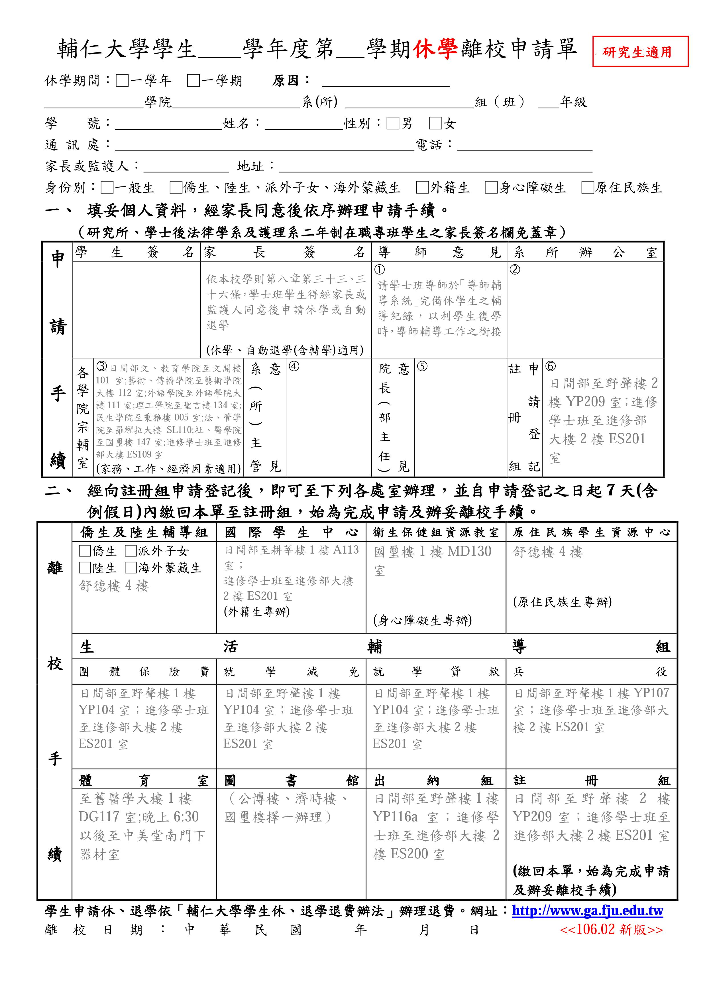 輔仁大學學生____學年度第___學期休學離校申請單
研究生適用
休學期間：□一學年 □一學期 原因：
學院 系(所) 組（班） 年級
學 號： 姓名： 性別：□男 □女
通 訊 處： 電話：
家長或監護人： 地址：
身份別：□一般生 □僑生、陸生、派外子女、海外蒙藏生 □外籍生 □身心障礙生 □原住民族生
一、 填妥個人資料，經家長同意後依序辦理申請手續。
（研究所、學士後法律學系及護理系二年制在職專班學生之家長簽名欄免蓋章）
申請手續
學生簽名
家長簽名
導師意見
系所辦公室
依本校學則第八章第三十三、三
十六條，學士班學生得經家長或
監護人同意後申請休學或自動
退學
(休學、自動退學(含轉學)適用)
①
請學士班導師於「導師輔
導系統」完備休學生之輔
導紀錄，以利學生復學
時，導師輔導工作之銜接
②
各學院宗輔室
③日間部文、教育學院至文開樓
101 室;藝術、傳播學院至藝術學院
大樓 112 室;外語學院至外語學院大
樓 111 室;理工學院至聖言樓 134 室;
民生學院至秉雅樓 005 室;法、管學
院至羅耀拉大樓 SL110;社、醫學院
至國璽樓 147 室;進修學士班至進修
部大樓 ES109 室
(家務、工作、經濟因素適用)
系(所)主管
意見
④
院長(部主任)
意見
⑤
註冊組
申請登記
⑥
日間部至野聲樓 2
樓 YP209 室；進修
學士班至進修部
大樓 2 樓 ES201
室
二、 經向註冊組申請登記後，即可至下列各處室辦理，並自申請登記之日起 7 天(含
例假日)內繳回本單至註冊組，始為完成申請及辦妥離校手續。
離校手續
僑生及陸生輔導組
國際學生中心
衛生保健組資源教室
原住民族學生資源中心
□僑生 □派外子女
□陸生 □海外蒙藏生
舒德樓 4 樓
日間部至耕莘樓 1 樓 A113
室；
進修學士班至進修部大樓
2 樓 ES201 室
(外籍生專辦)
國璽樓 1 樓 MD130
室
(身心障礙生專辦)
舒德樓 4 樓
(原住民族生專辦)
生活輔導組
團體保險費
就學減免
就學貸款
兵役
日間部至野聲樓 1 樓
YP104 室；進修學士班
至進修部大樓 2 樓
ES201 室
日間部至野聲樓 1 樓
YP104 室；進修學士班
至進修部大樓 2 樓
ES201 室
日間部至野聲樓 1 樓
YP104 室；進修學士班
至進修部大樓 2 樓
ES201 室
日間部至野聲樓 1 樓 YP107
室；進修學士班至進修部大
樓 2 樓 ES201 室
體育室
圖書館
出納組
註冊組
至舊醫學大樓 1 樓
DG117 室;晚上 6:30
以後至中美堂南門下
器材室
（公博樓、濟時樓、
國璽樓擇一辦理）
日間部至野聲樓 1 樓
YP116a 室；進修學
士班至進修部大樓 2
樓 ES200 室
日間部至野聲樓 2 樓
YP209 室；進修學士班至
進修部大樓 2 樓 ES201 室
(繳回本單，始為完成申請
及辦妥離校手續)
學生申請休、退學依「輔仁大學學生休、退學退費辦法」辦理退費。網址：http://www.ga.fju.edu.tw
離校日期：中華民國 年 月 日 <<106.02 新版>>